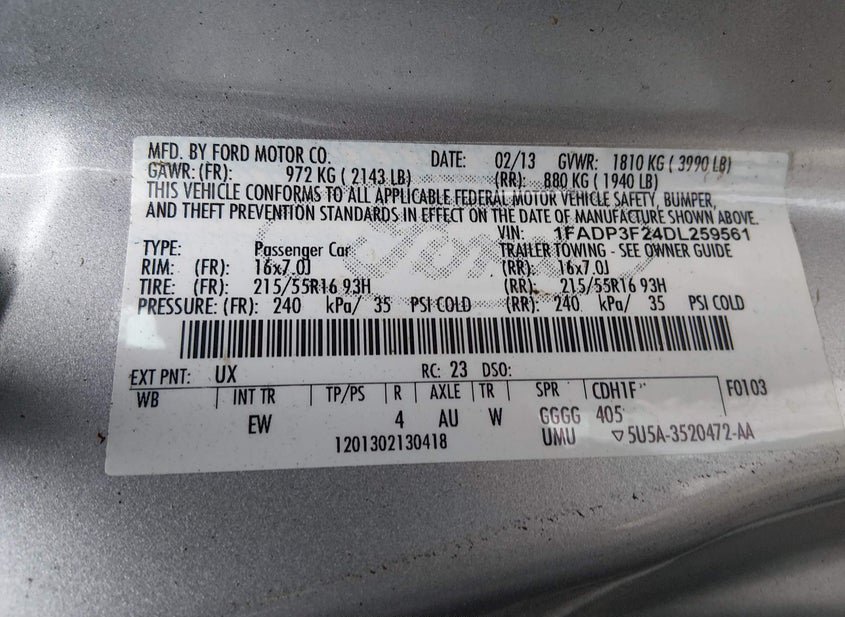 MFD. BY FORD MOTOR CO. DATE: 02/13 GVWR: 1810 KG ( 3990 LB)
GAWR: (FR): 972 KG ( 2143 LB) (RR): 880 KG ( 1940 LB)
THIS VEHICLE CONFORMS TO ALL APPLICABLE FEDERAL MOTOR VEHICLE SAFETY, BUMPER,
AND THEFT PREVENTION STANDARDS IN EFFECT ON THE DATE OF MANUFACTURE SHOWN ABOVE.
VIN: 1FADP3F24DL259561
TYPE: Passenger Car TRAILER TOWING - SEE OWNER GUIDE
RIM: (FR): 16x7.0J (RR): 16x7.0J
TIRE: (FR): 215/55R16 93H (RR): 215/55R16 93H
PRESSURE: (FR): 240 kPa/ 35 PSI COLD (RR): 240 kPa/ 35 PSI COLD
EXT PNT: UX RC: 23 DSO:
WB INT TR TP/PS R AXLE TR SPR CDH1F F0103
EW 4 AU W GGGG 405
1201302130418 UMU ▽5U5A-3520472-AA